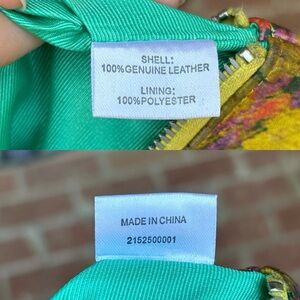 SHELL:
100%GENUINE LEATHER
LINING:
100%POLYESTER
MADE IN CHINA
2152500001